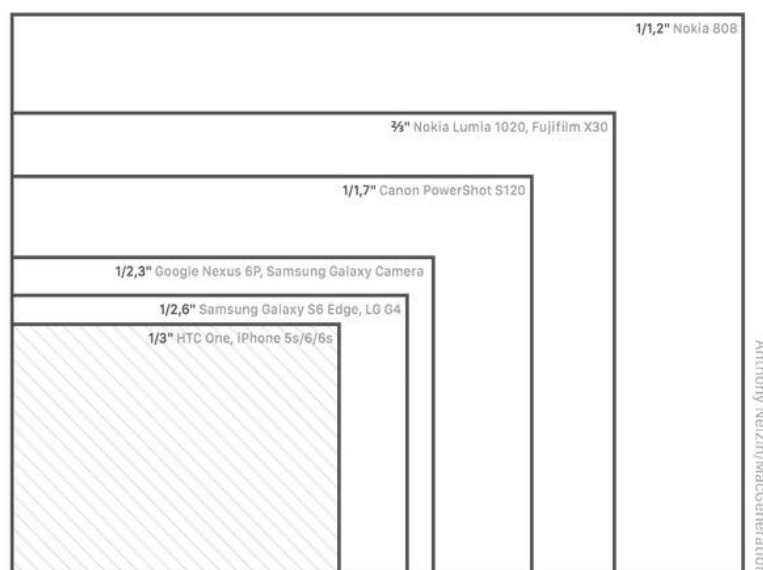 1/1,2" Nokia 808
⅔" Nokia Lumia 1020, Fujifilm X30
1/1,7" Canon PowerShot S120
1/2,3" Google Nexus 6P, Samsung Galaxy Camera
1/2,6" Samsung Galaxy S6 Edge, LG G4
1/3" HTC One, iPhone 5s/6/6s
Anthony Nelzin/MacGeneration